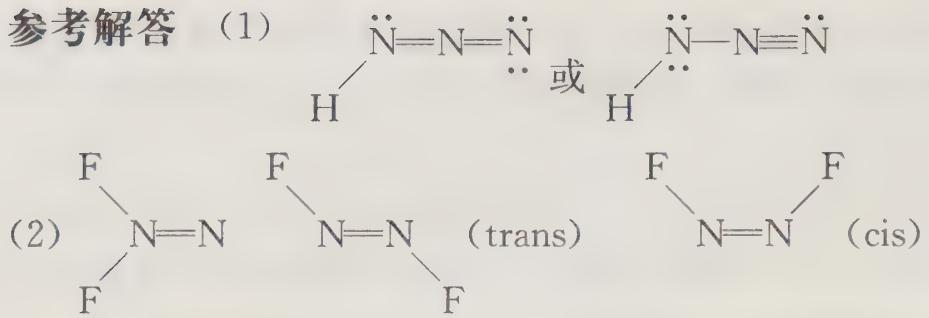 参考解答 (1) N̈=N=N̤̈ 或 N̤̈—N≡N̈
H H
F F F F
(2) N=N N=N (trans) N=N (cis)
F F